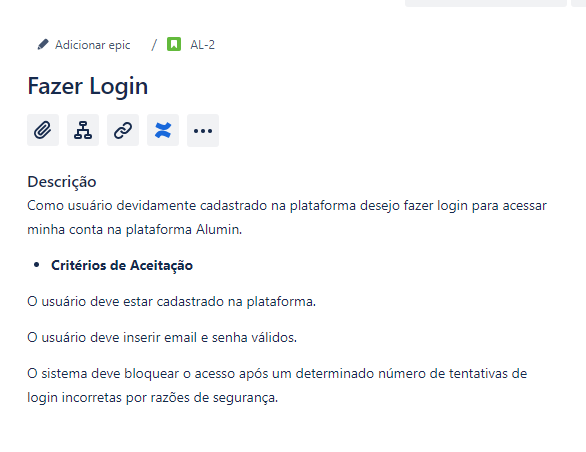 Adicionar epic / AL-2
Fazer Login
Descrição
Como usuário devidamente cadastrado na plataforma desejo fazer login para acessar
minha conta na plataforma Alumin.
• Critérios de Aceitação
O usuário deve estar cadastrado na plataforma.
O usuário deve inserir email e senha válidos.
O sistema deve bloquear o acesso após um determinado número de tentativas de
login incorretas por razões de segurança.